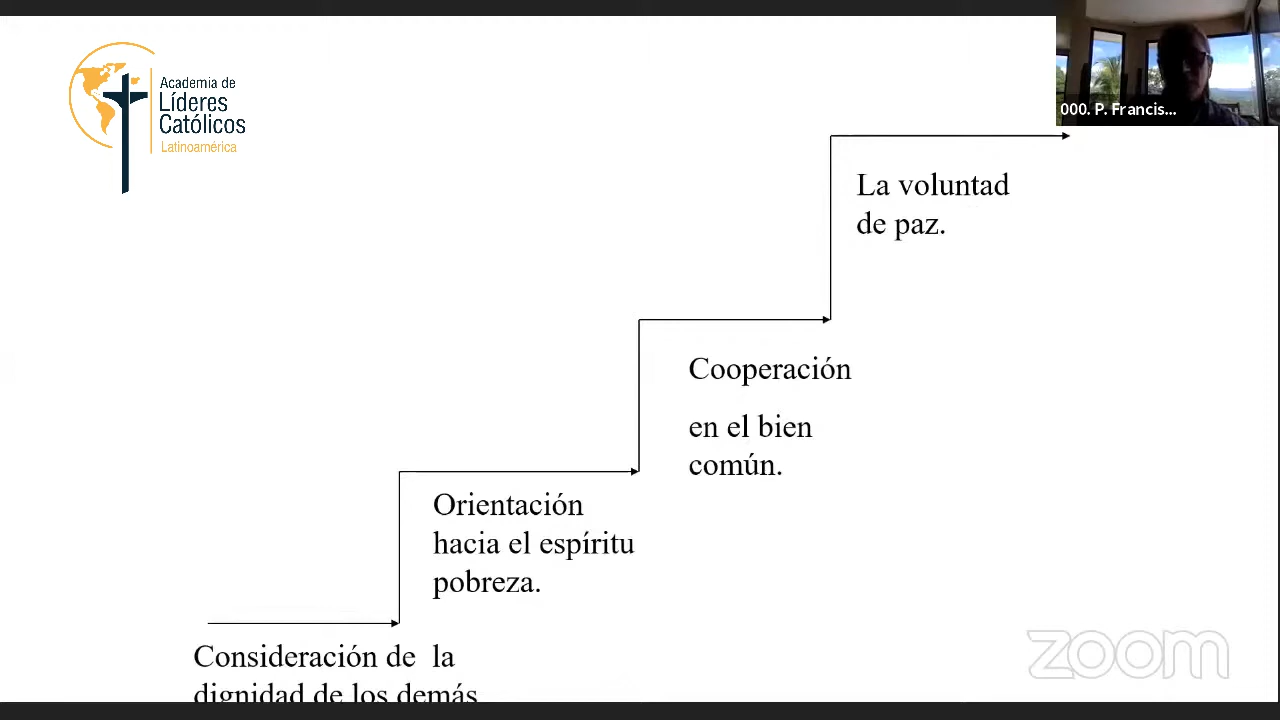 Academia de
Líderes
Católicos
Latinoamérica
000. P. Francis...
La voluntad
de paz.
Cooperación
en el bien
común.
Orientación
hacia el espíritu
pobreza.
Consideración de la
dignidad de los demás
zoom